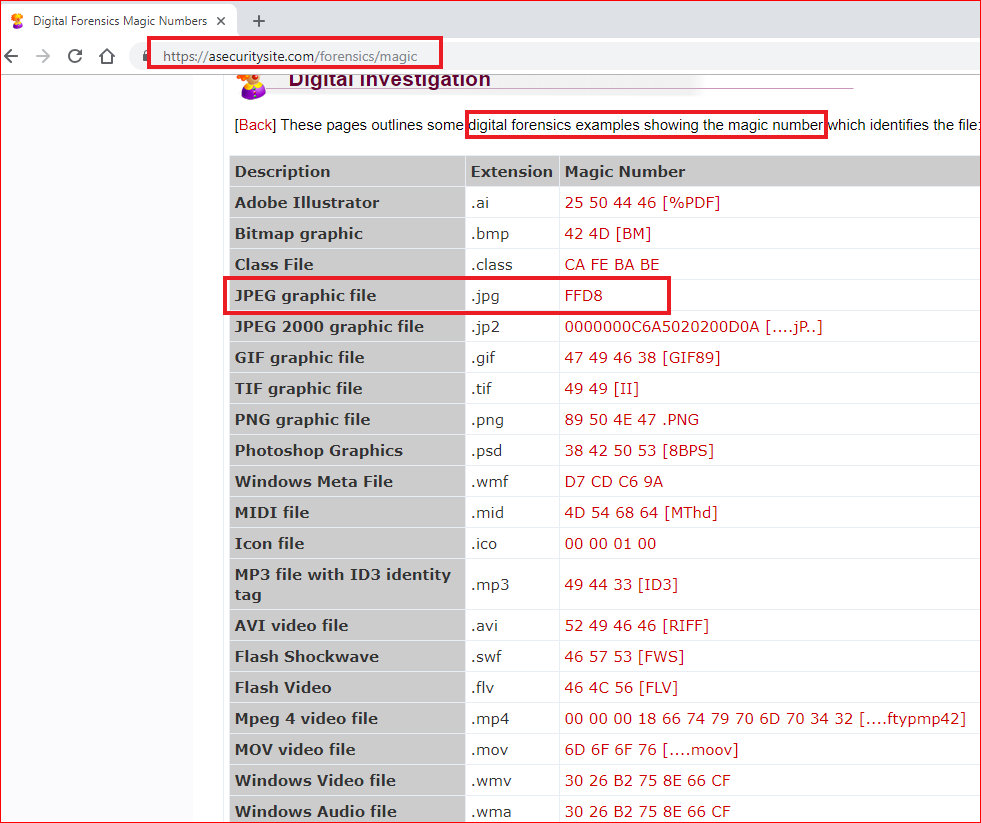 Digital Forensics Magic Numbers
https://asecuritysite.com/forensics/magic
Digital Investigation
[Back] These pages outlines some digital forensics examples showing the magic number which identifies the file:
Description Extension Magic Number
Adobe Illustrator .ai 25 50 44 46 [%PDF]
Bitmap graphic .bmp 42 4D [BM]
Class File .class CA FE BA BE
JPEG graphic file .jpg FFD8
JPEG 2000 graphic file .jp2 0000000C6A5020200D0A [....jP..]
GIF graphic file .gif 47 49 46 38 [GIF89]
TIF graphic file .tif 49 49 [II]
PNG graphic file .png 89 50 4E 47 .PNG
Photoshop Graphics .psd 38 42 50 53 [8BPS]
Windows Meta File .wmf D7 CD C6 9A
MIDI file .mid 4D 54 68 64 [MThd]
Icon file .ico 00 00 01 00
MP3 file with ID3 identity
tag .mp3 49 44 33 [ID3]
AVI video file .avi 52 49 46 46 [RIFF]
Flash Shockwave .swf 46 57 53 [FWS]
Flash Video .flv 46 4C 56 [FLV]
Mpeg 4 video file .mp4 00 00 00 18 66 74 79 70 6D 70 34 32 [....ftypmp42]
MOV video file .mov 6D 6F 6F 76 [....moov]
Windows Video file .wmv 30 26 B2 75 8E 66 CF
Windows Audio file .wma 30 26 B2 75 8E 66 CF